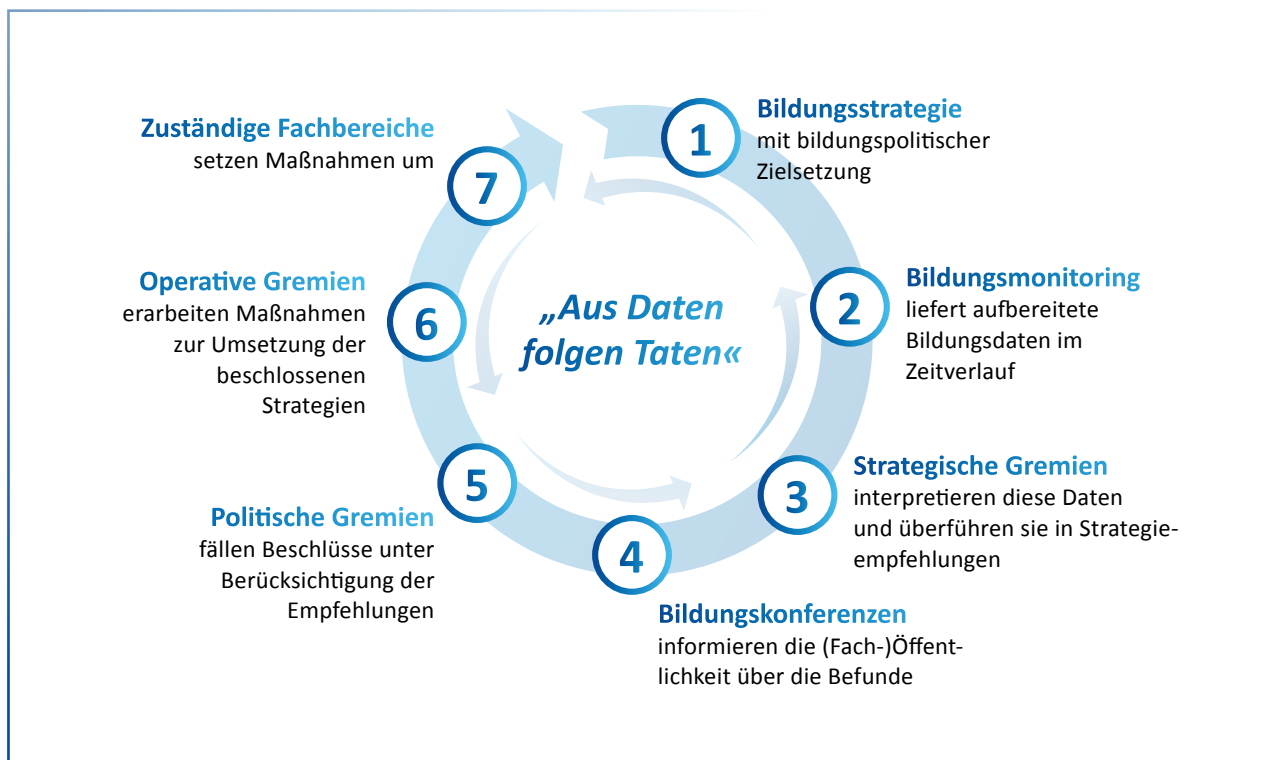 1
Bildungsstrategie
mit bildungspolitischer
Zielsetzung
2
Bildungsmonitoring
liefert aufbereitete
Bildungsdaten im
Zeitverlauf
3
Strategische Gremien
interpretieren diese Daten
und überführen sie in Strategie-
empfehlungen
4
Bildungskonferenzen
informieren die (Fach-)Öffent-
lichkeit über die Befunde
5
Politische Gremien
fällen Beschlüsse unter
Berücksichtigung der
Empfehlungen
6
Operative Gremien
erarbeiten Maßnahmen
zur Umsetzung der
beschlossenen
Strategien
7
Zuständige Fachbereiche
setzen Maßnahmen um
„Aus Daten
folgen Taten«